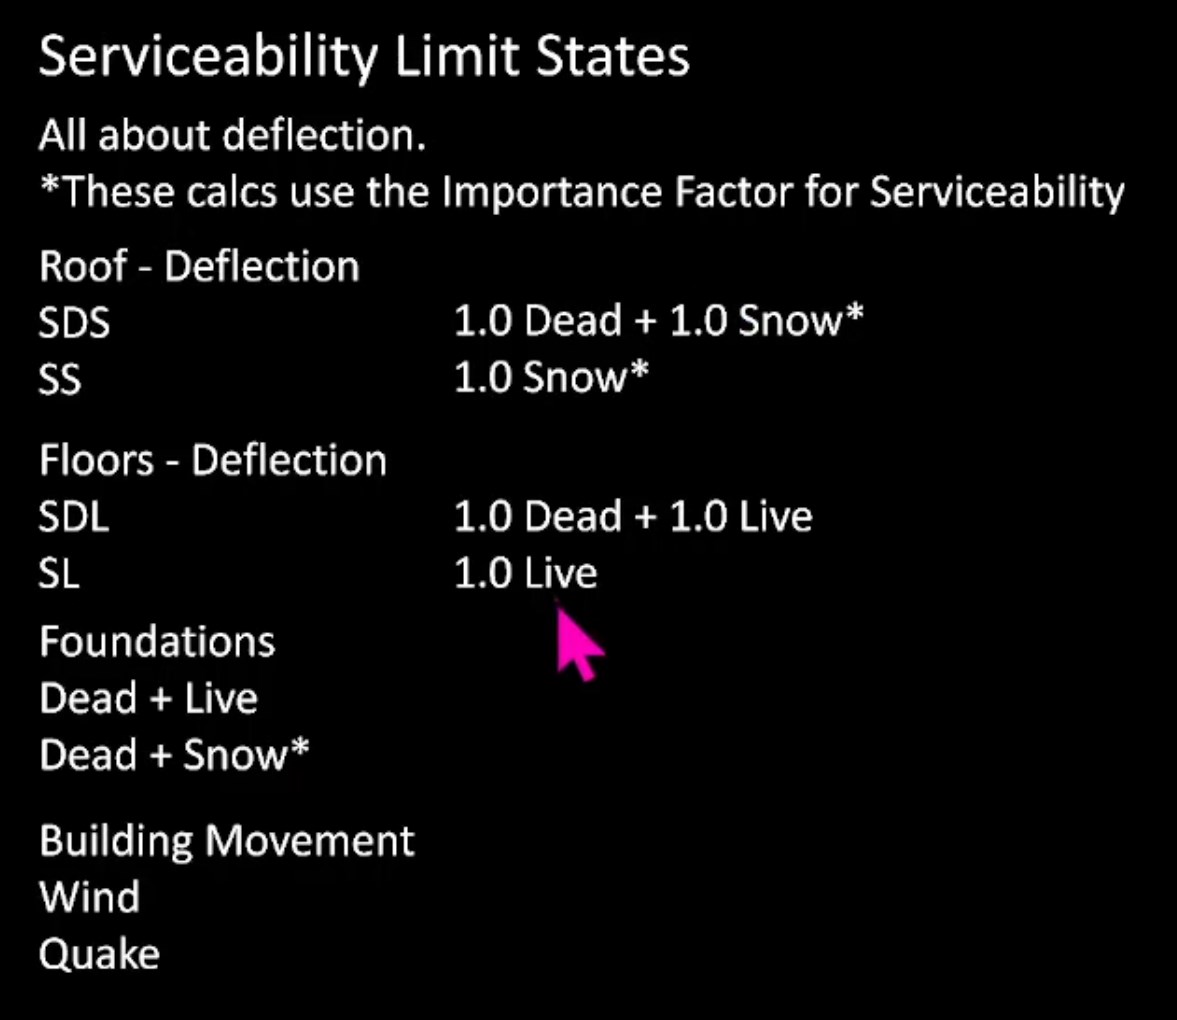 Serviceability Limit States
All about deflection.
*These calcs use the Importance Factor for Serviceability
Roof - Deflection
SDS 1.0 Dead + 1.0 Snow*
SS 1.0 Snow*
Floors - Deflection
SDL 1.0 Dead + 1.0 Live
SL 1.0 Live
Foundations
Dead + Live
Dead + Snow*
Building Movement
Wind
Quake